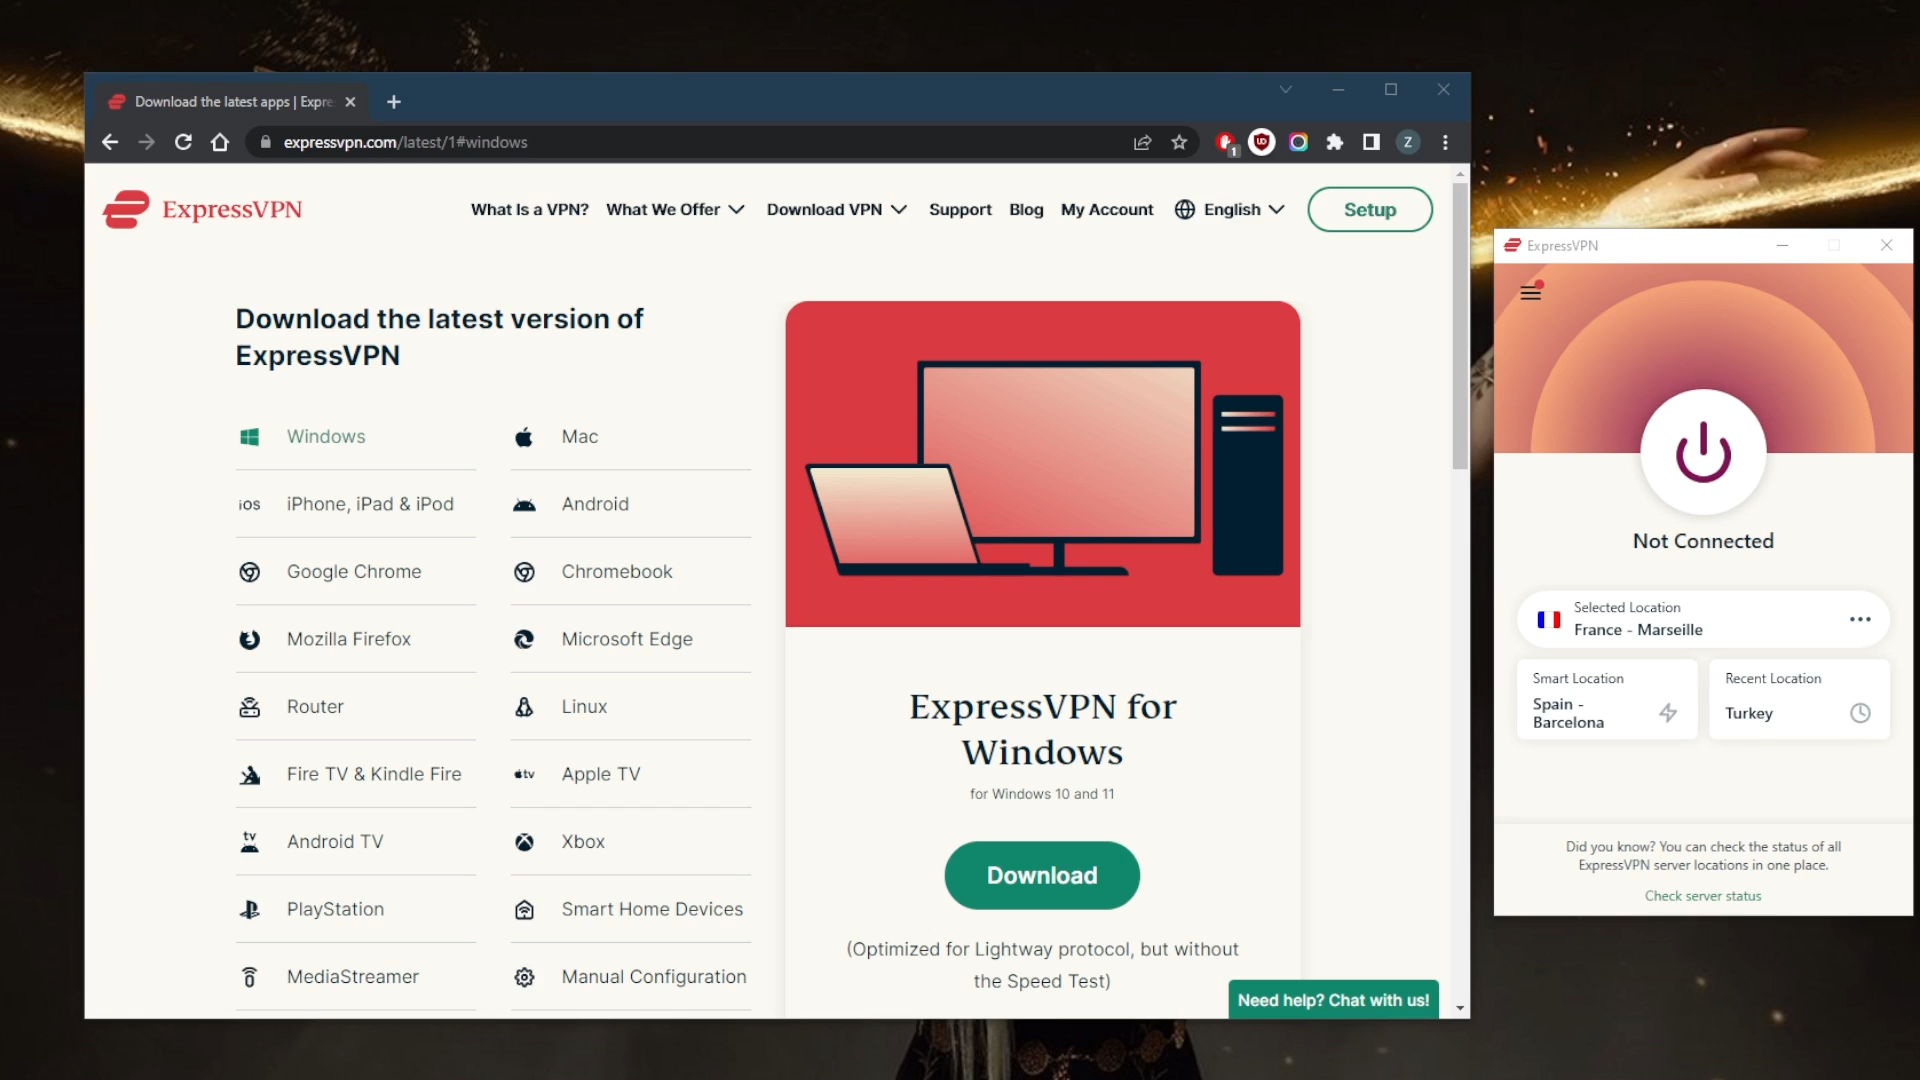 Download the latest apps | Expre
expressvpn.com/latest/1#windows
1
Z
ExpressVPN
What Is a VPN?
What We Offer
Download VPN
Support
Blog
My Account
English
Setup
Download the latest version of
ExpressVPN
Windows
Mac
iOS
iPhone, iPad & iPod
Android
Google Chrome
Chromebook
Mozilla Firefox
Microsoft Edge
Router
Linux
Fire TV & Kindle Fire
tv
Apple TV
tv
Android TV
Xbox
PlayStation
Smart Home Devices
MediaStreamer
Manual Configuration
ExpressVPN for
Windows
for Windows 10 and 11
Download
(Optimized for Lightway protocol, but without
the Speed Test)
Need help? Chat with us!
ExpressVPN
Not Connected
Selected Location
France - Marseille
Smart Location
Spain -
Barcelona
Recent Location
Turkey
Did you know? You can check the status of all
ExpressVPN server locations in one place.
Check server status